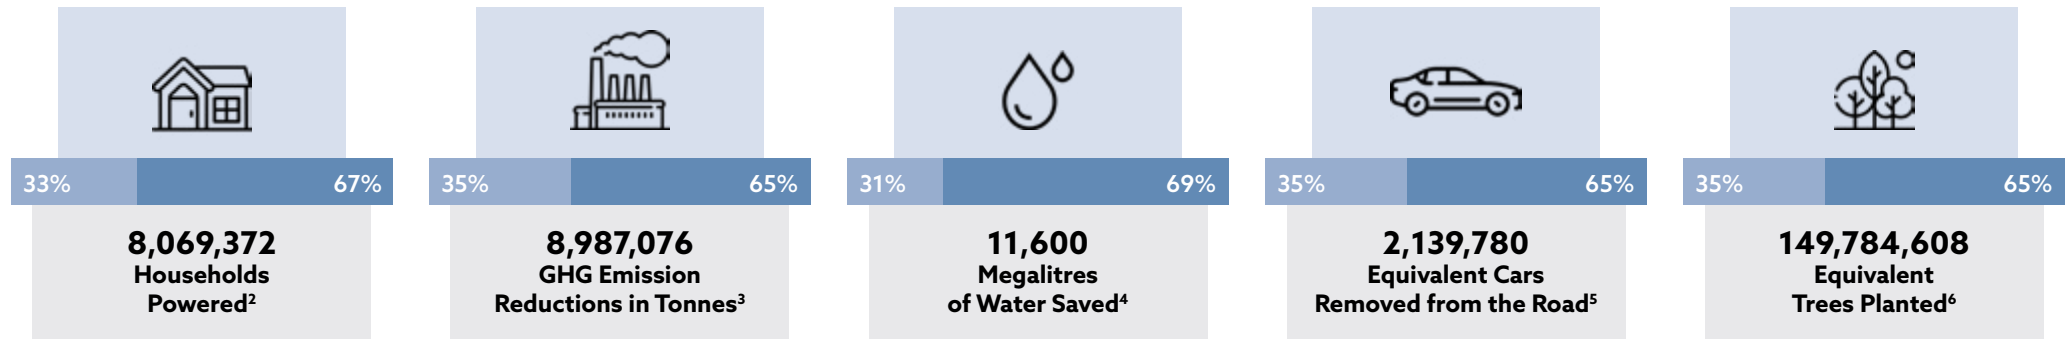 33% 67%
8,069,372
Households
Powered²
35% 65%
8,987,076
GHG Emission
Reductions in Tonnes³
31% 69%
11,600
Megalitres
of Water Saved⁴
35% 65%
2,139,780
Equivalent Cars
Removed from the Road⁵
35% 65%
149,784,608
Equivalent
Trees Planted⁶